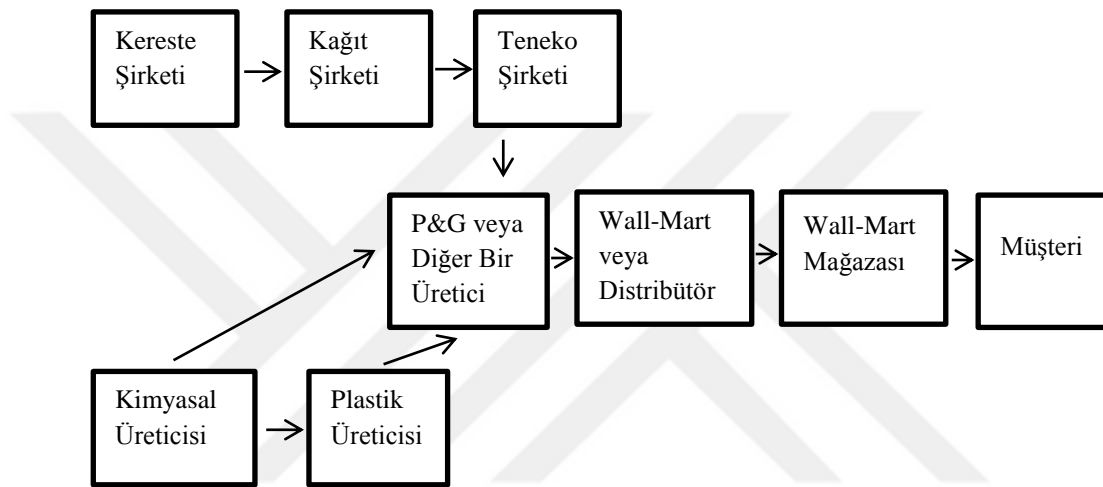 Kereste
Şirketi
Kağıt
Şirketi
Teneko
Şirketi
P&G veya
Diğer Bir
Üretici
Wall-Mart
veya
Distribütör
Wall-Mart
Mağazası
Müşteri
Kimyasal
Üreticisi
Plastik
Üreticisi